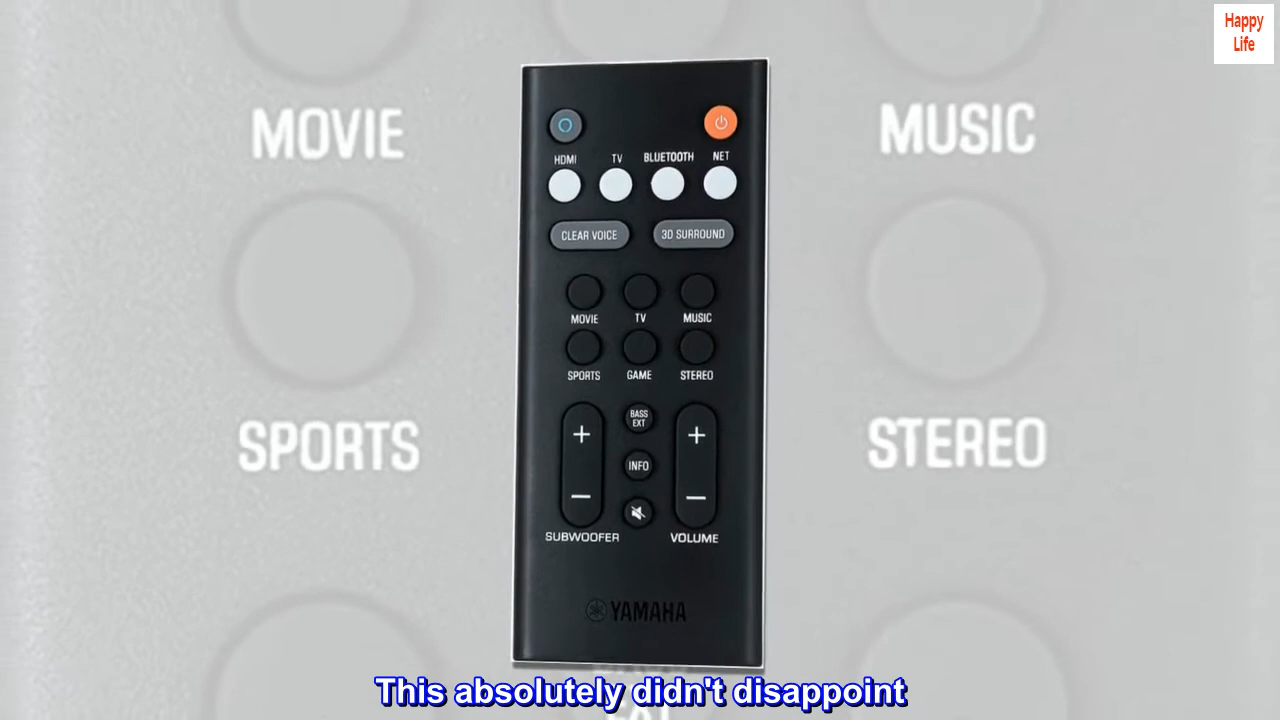 Happy
Life
MOVIE
MUSIC
HDMI TV BLUETOOTH NET
CLEAR VOICE 3D SURROUND
MOVIE TV MUSIC
SPORTS GAME STEREO
SPORTS
STEREO
+ BASS EXT +
INFO
SUBWOOFER VOLUME
YAMAHA
This absolutely didn't disappoint